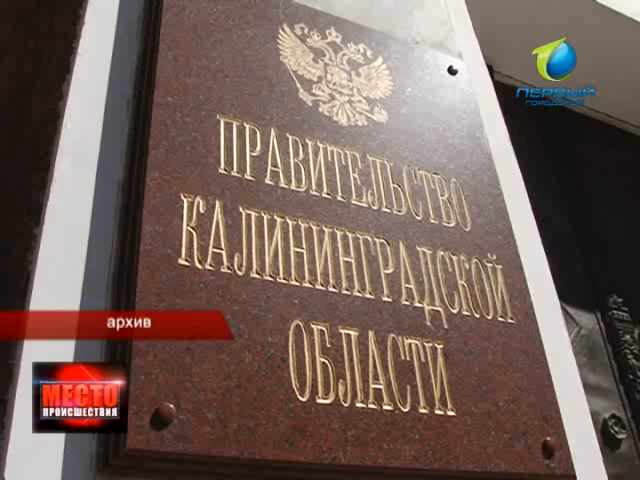 ПЕРВЫЙ
ГОРОДСКОЙ
ПРАВИТЕЛЬСТВО
КАЛИНИНГРАДСКОЙ
ОБЛАСТИ
архив
МЕСТО
ПРОИСШЕСТВИЯ